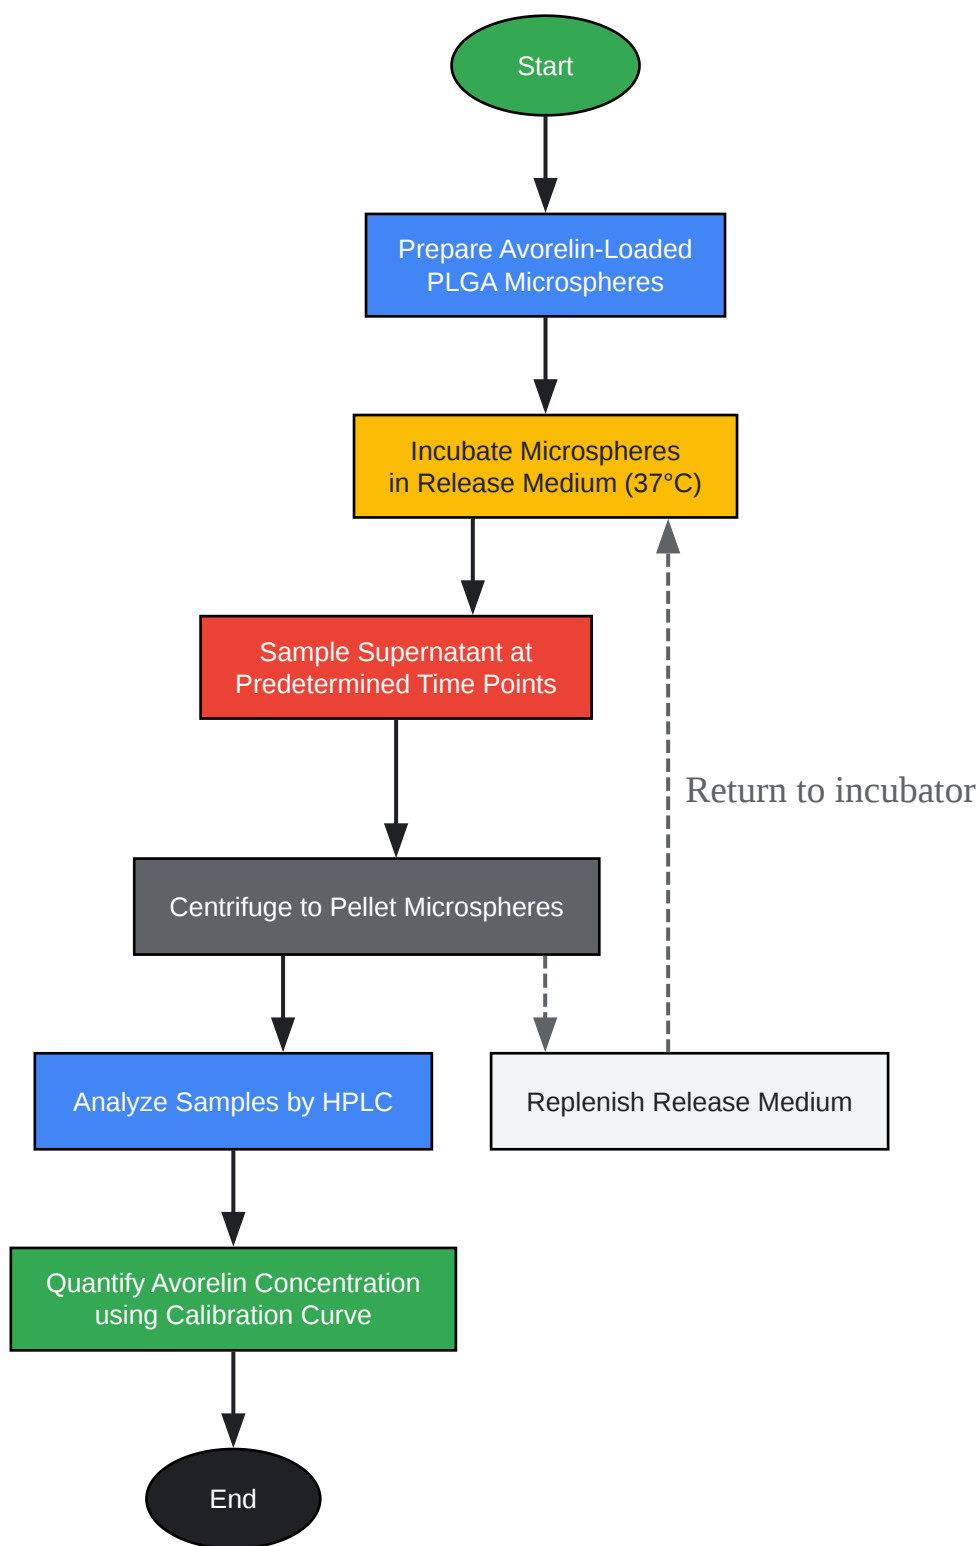 Start
Prepare Avorelin-Loaded
PLGA Microspheres
Incubate Microspheres
in Release Medium (37°C)
Sample Supernatant at
Predetermined Time Points
Return to incubator
Centrifuge to Pellet Microspheres
Analyze Samples by HPLC
Replenish Release Medium
Quantify Avorelin Concentration
using Calibration Curve
End